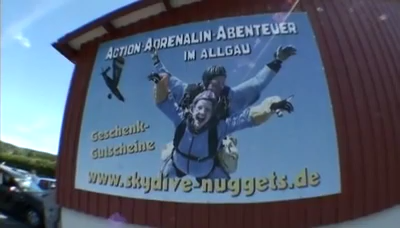 Action-Adrenalin-Abenteuer
im Allgäu
Geschenk-
Gutscheine
www.skydive-nuggets.de